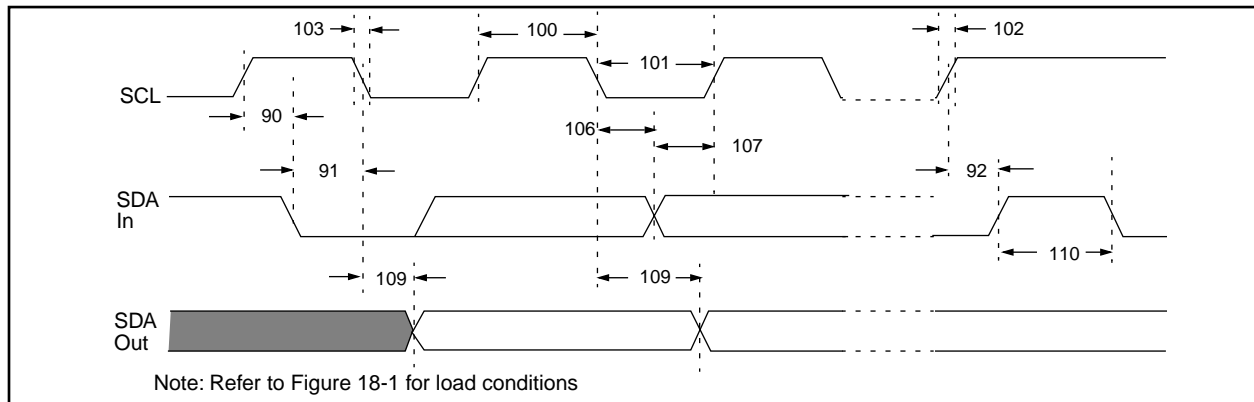 103
100
102
101
SCL
90
106
107
91
92
SDA
In
110
109
109
SDA
Out
Note: Refer to Figure 18-1 for load conditions